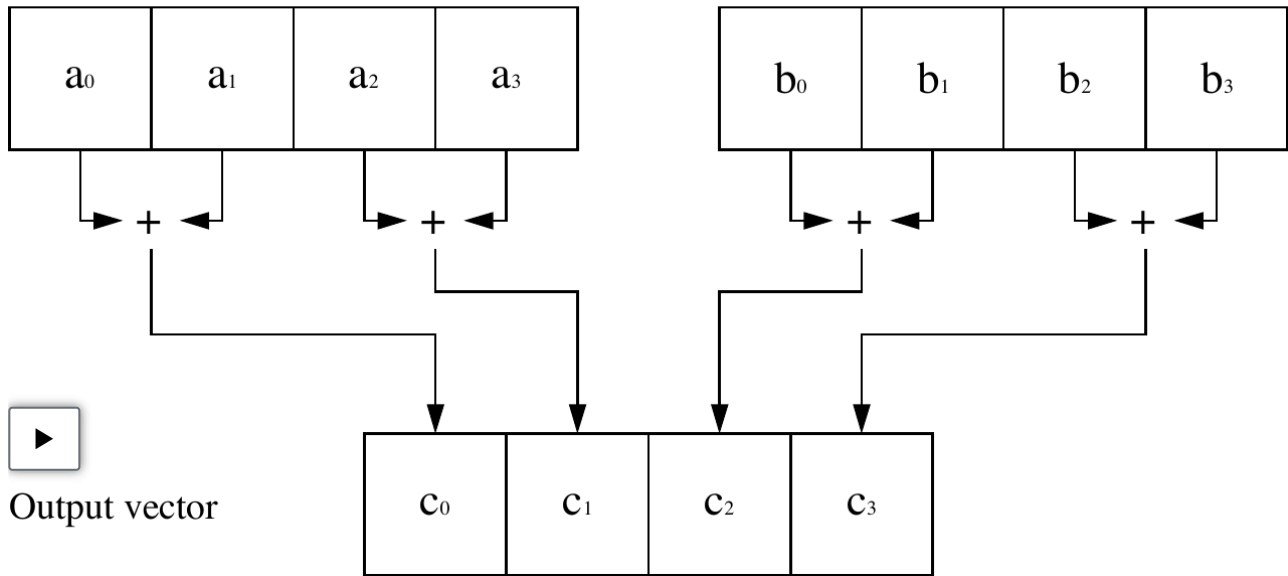 a₀ a₁ a₂ a₃ b₀ b₁ b₂ b₃
+ + + +
Output vector c₀ c₁ c₂ c₃